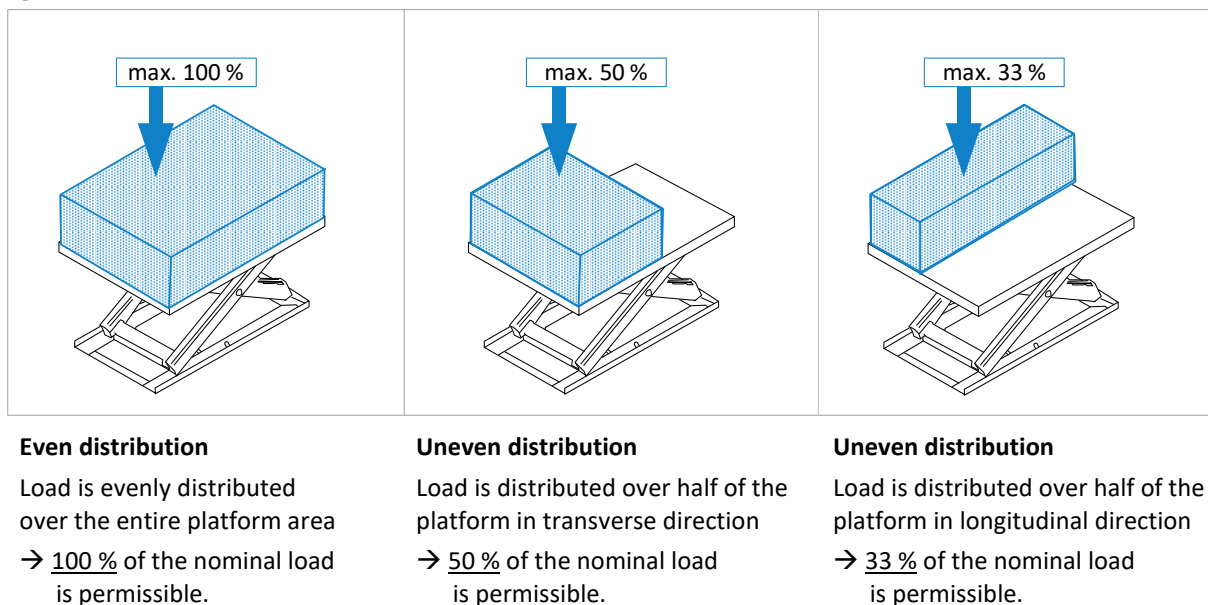 max. 100 %
max. 50 %
max. 33 %
Even distribution
Load is evenly distributed
over the entire platform area
→ 100 % of the nominal load
is permissible.
Uneven distribution
Load is distributed over half of the
platform in transverse direction
→ 50 % of the nominal load
is permissible.
Uneven distribution
Load is distributed over half of the
platform in longitudinal direction
→ 33 % of the nominal load
is permissible.